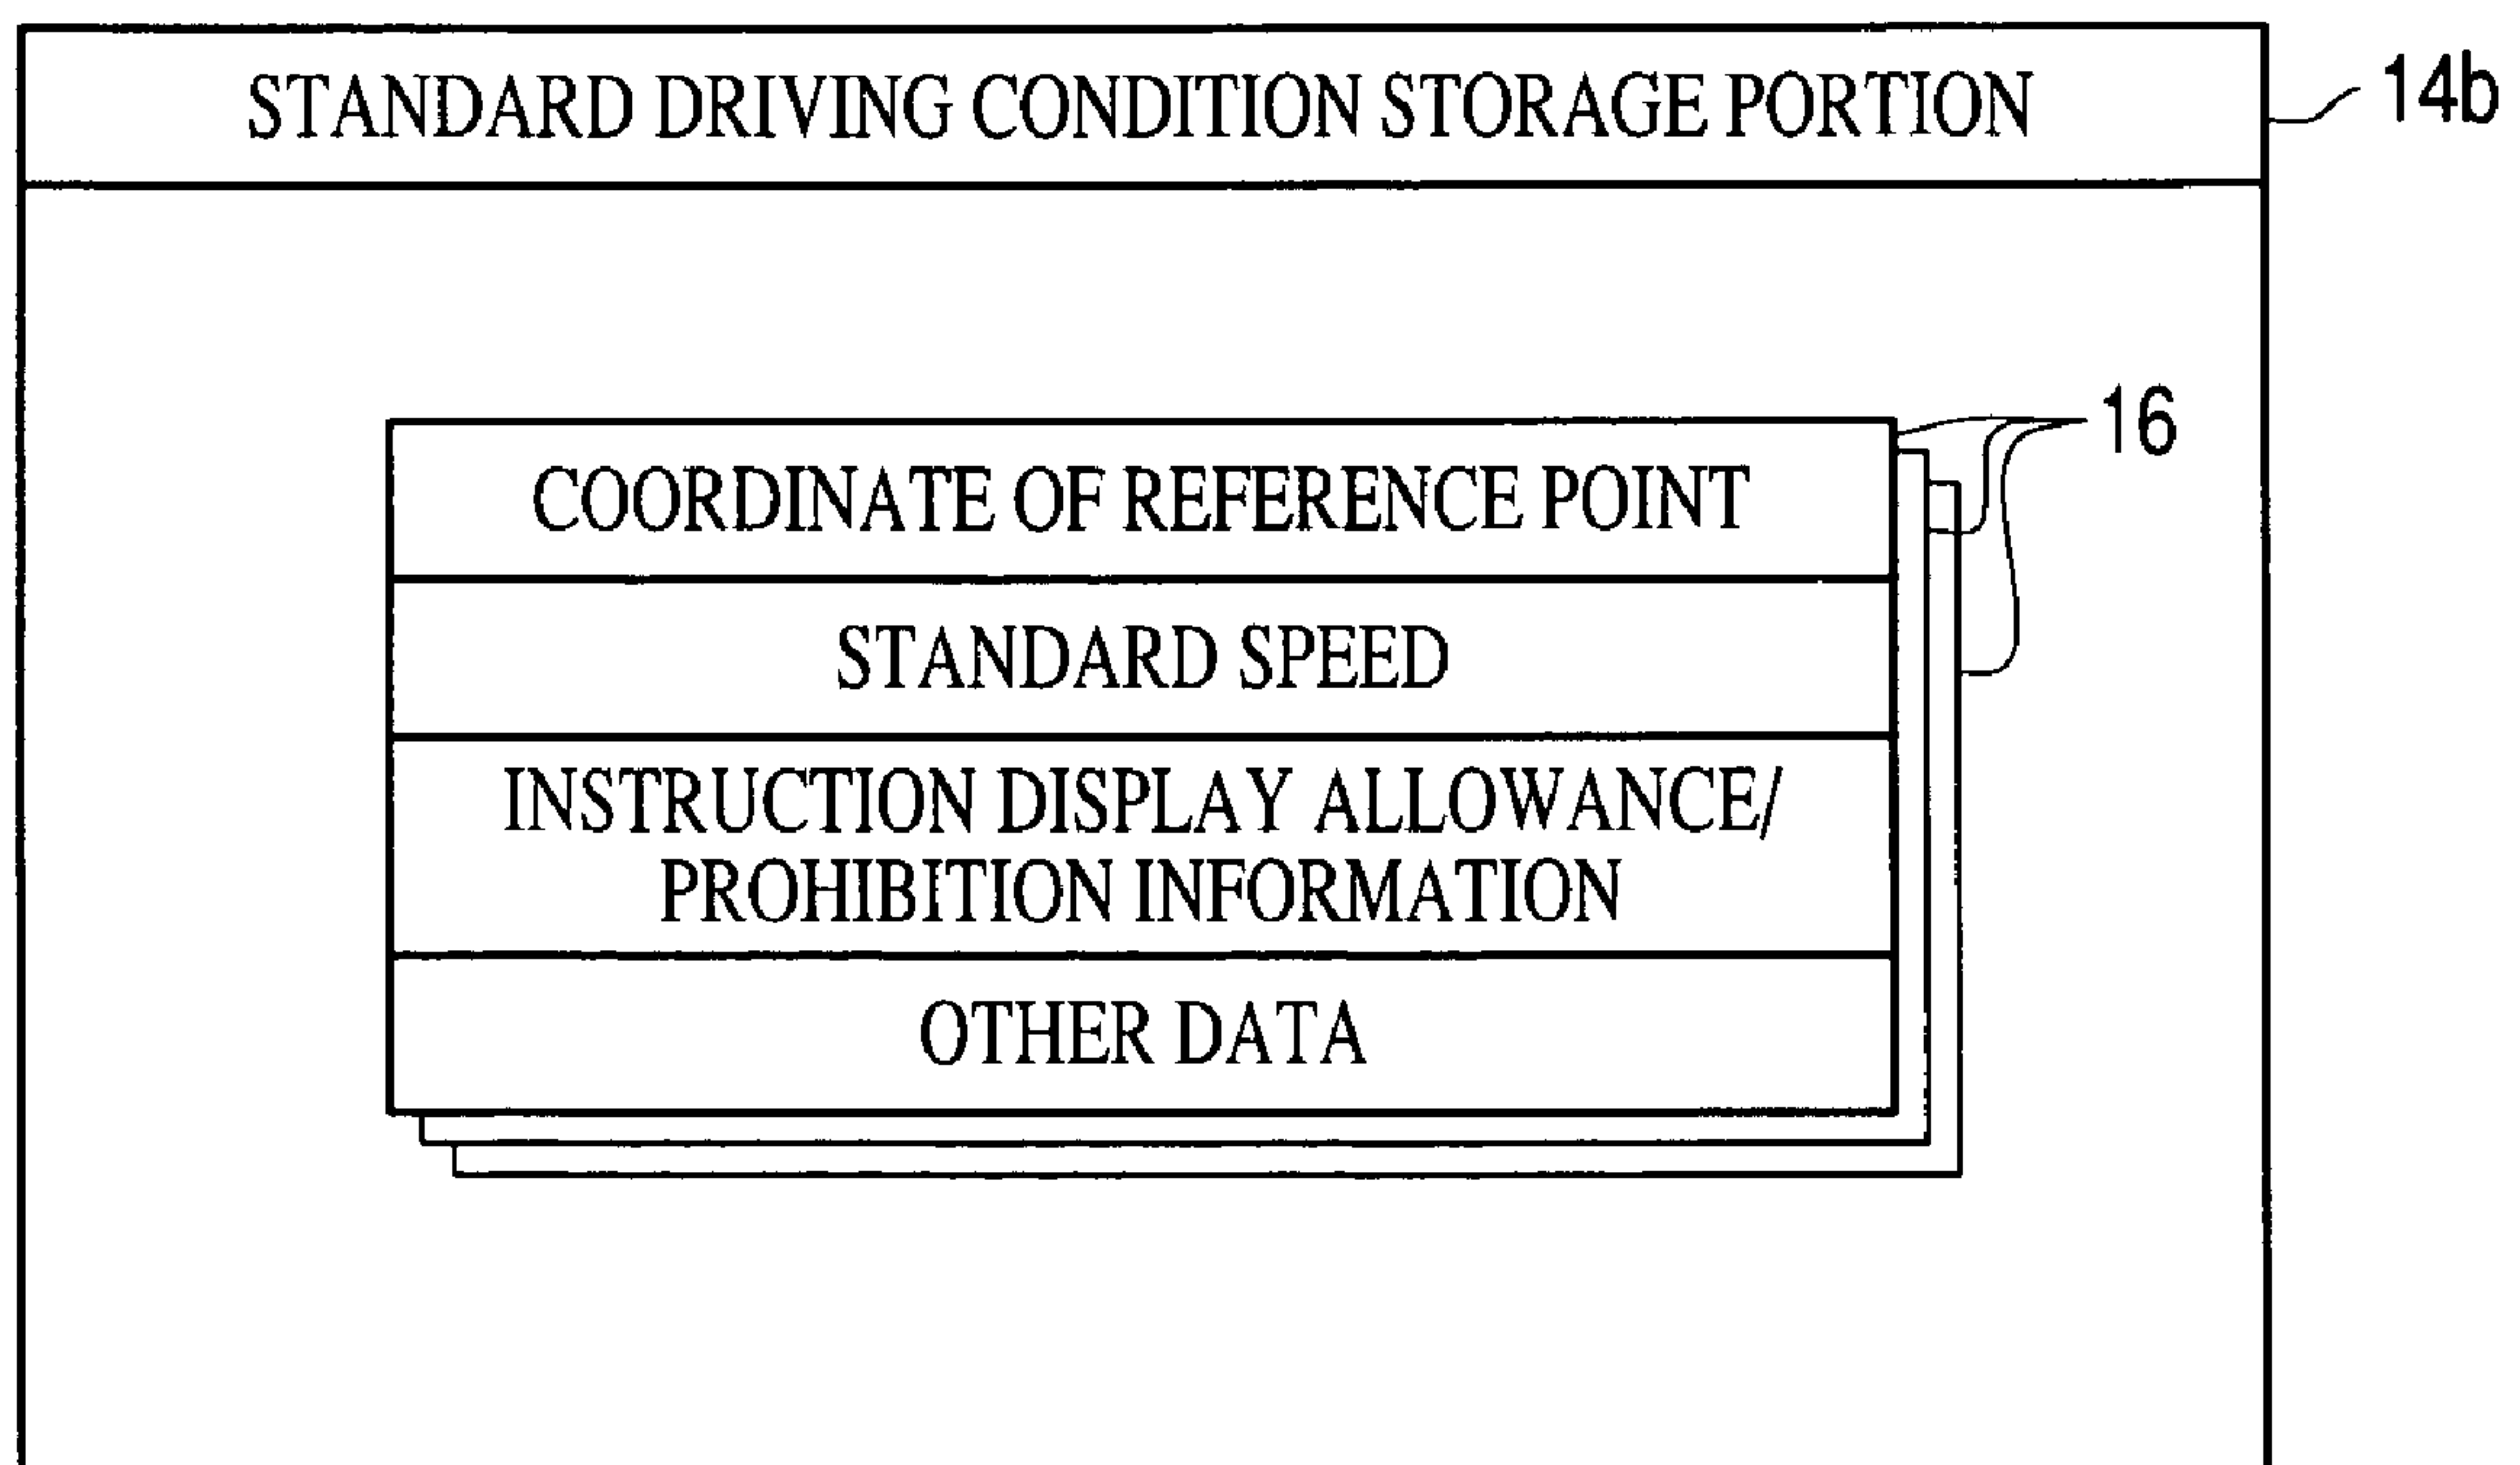 STANDARD DRIVING CONDITION STORAGE PORTION
14b
16
COORDINATE OF REFERENCE POINT
STANDARD SPEED
INSTRUCTION DISPLAY ALLOWANCE/
PROHIBITION INFORMATION
OTHER DATA